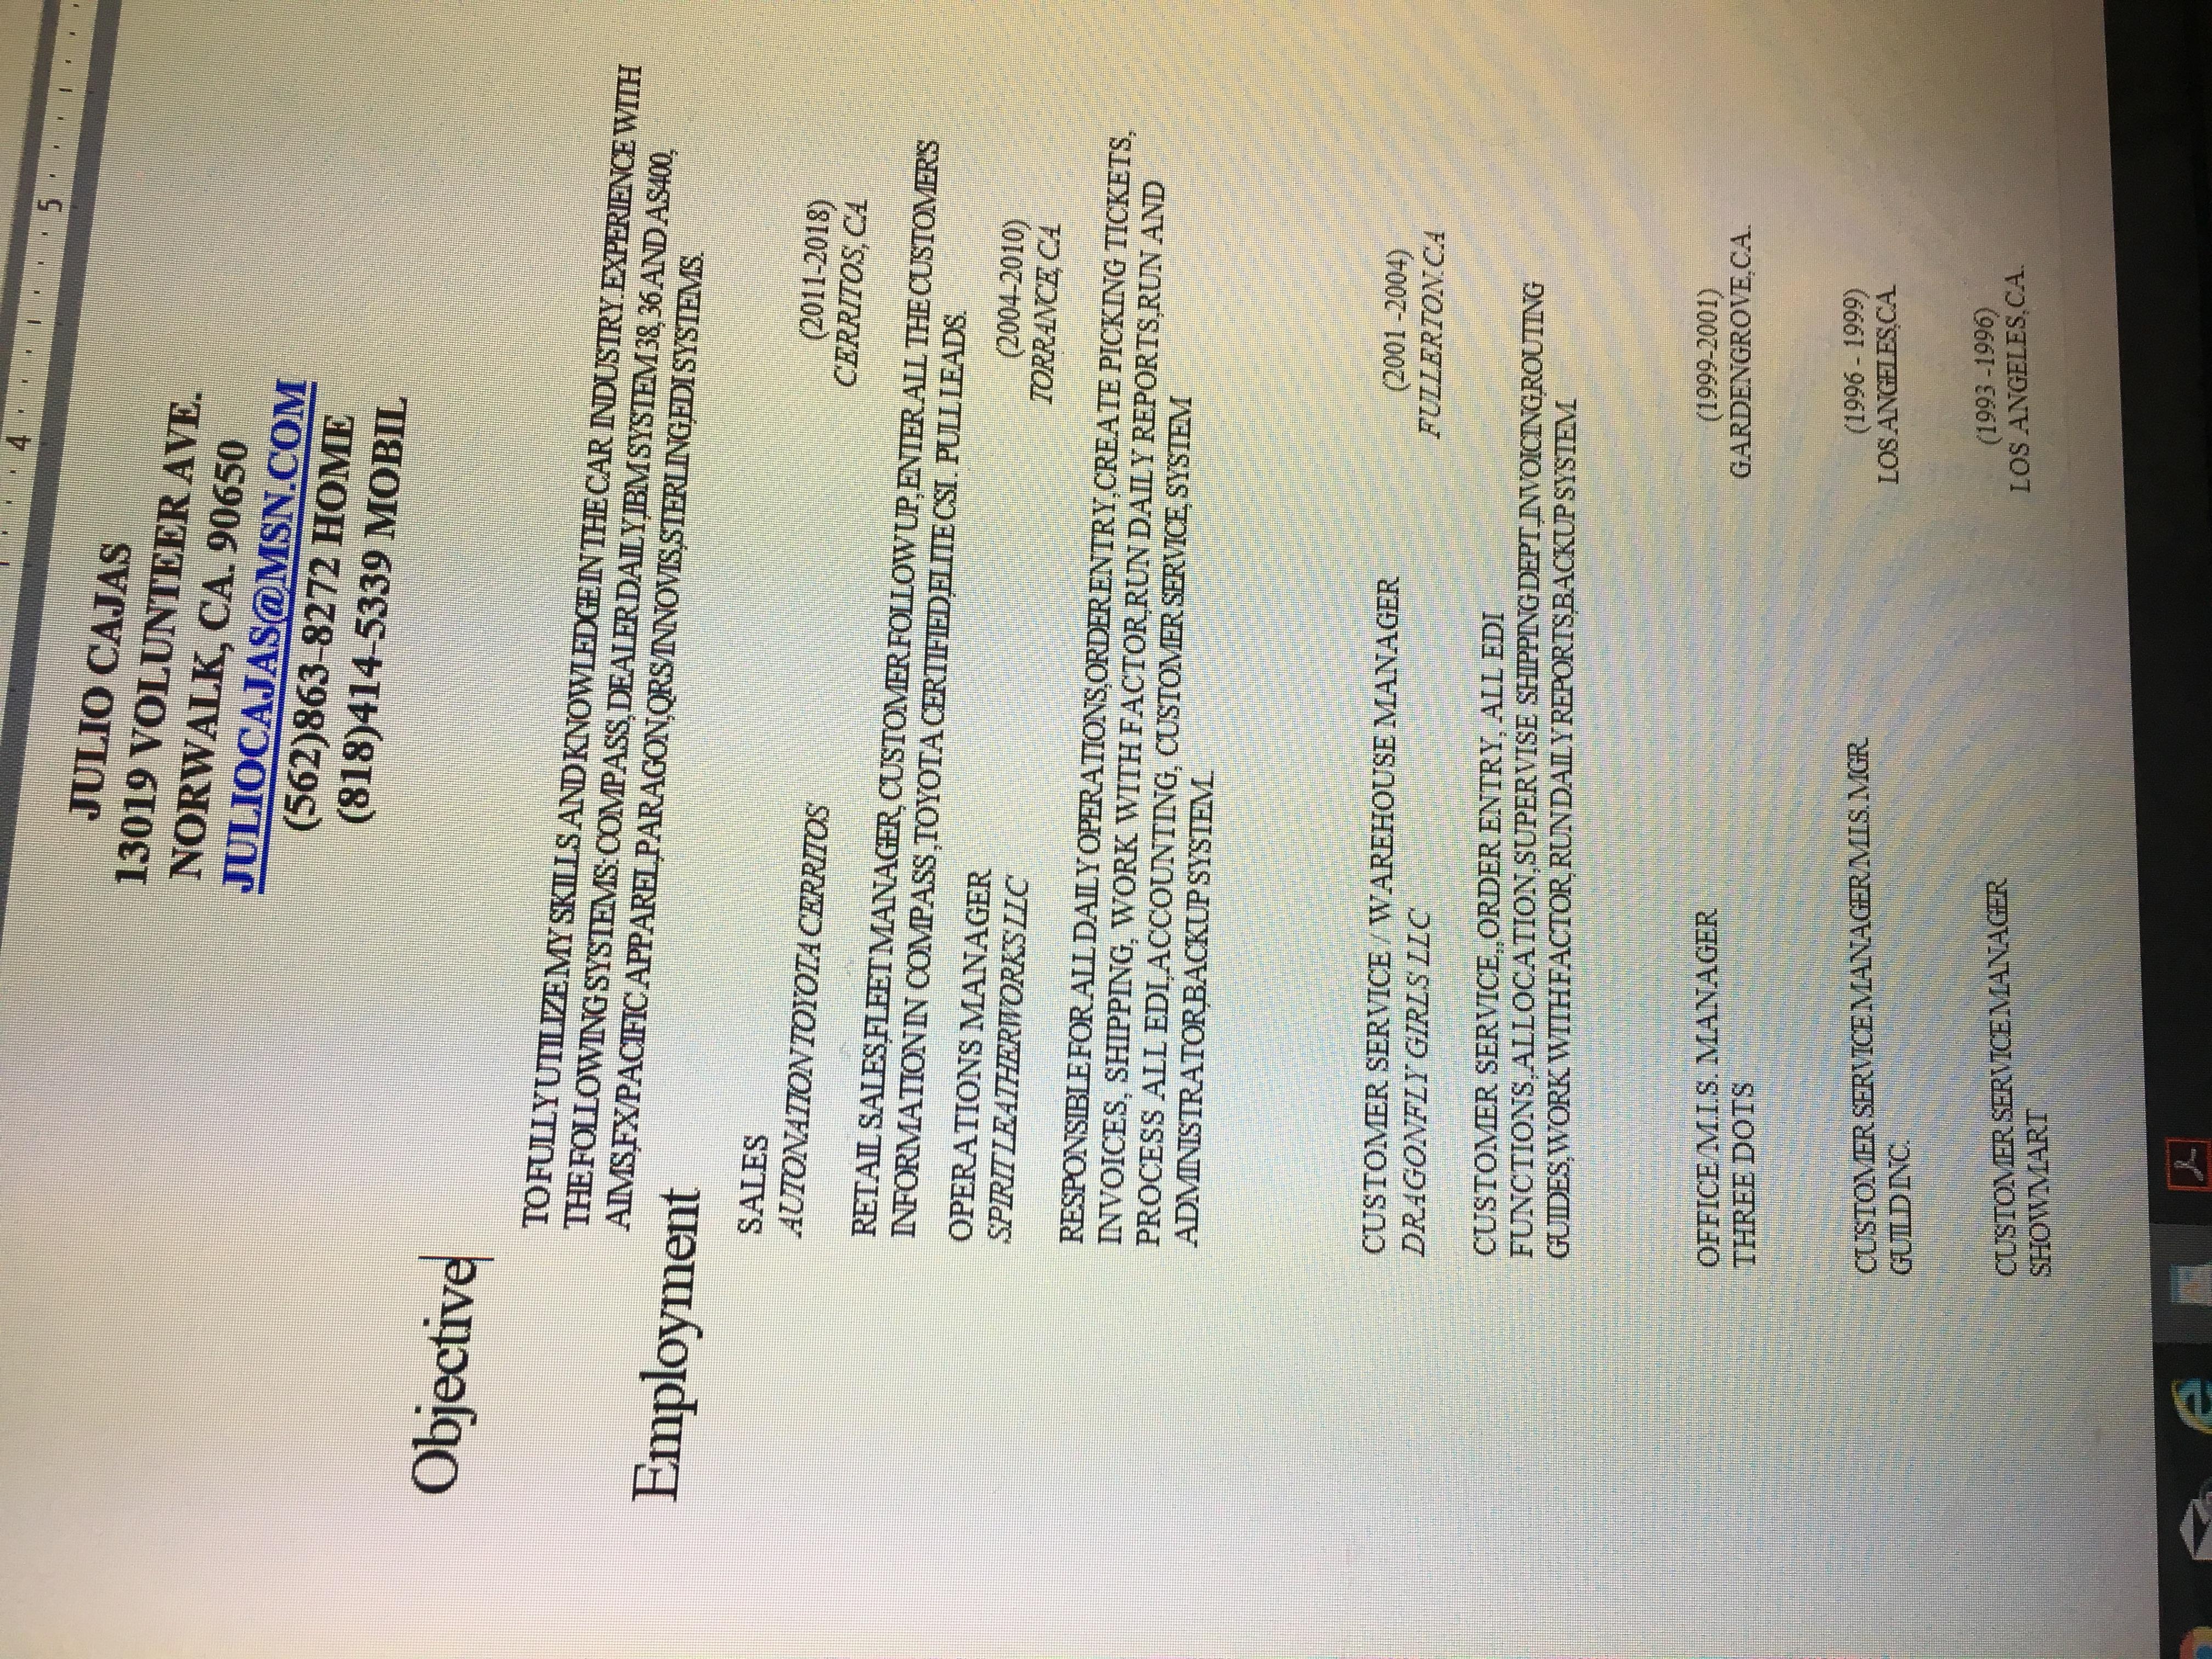 4
5
JULIO CAJAS
13019 VOLUNTEER AVE.
NORWALK, CA. 90650
JULIOCAJAS@MSN.COM
(562)863-8272 HOME
(818)414-5339 MOBIL
Objective
TO FULLY UTILIZE MY SKILLS AND KNOWLEDGE IN THE CAR INDUSTRY. EXPERIENCE WITH
THE FOLLOWING SYSTEMS: COMPASS, DEALER DAILY, IBM SYSTEM 38, 36 AND AS400,
AIMS, FX/PACIFIC APPAREL, PARAGON, QRS/INNOVIS, STERLING, EDI SYSTEMS.
Employment
SALES (2011-2018)
AUTONATION TOYOTA CERRITOS CERRITOS, CA
RETAIL SALES, FLEET MANAGER, CUSTOMER FOLLOW UP, ENTER ALL THE CUSTOMER'S
INFORMATION IN COMPASS, TOYOTA CERTIFIED, ELITE CSI. PULL LEADS.
OPERATIONS MANAGER (2004-2010)
SPIRIT LEATHERWORKS LLC TORRANCE, CA
RESPONSIBLE FOR ALL DAILY OPERATIONS, ORDER ENTRY, CREATE PICKING TICKETS,
INVOICES, SHIPPING, WORK WITH FACTOR, RUN DAILY REPORTS, RUN AND
PROCESS ALL EDI, ACCOUNTING, CUSTOMER SERVICE, SYSTEM
ADMINISTRATOR, BACKUP SYSTEM.
CUSTOMER SERVICE / WAREHOUSE MANAGER (2001 -2004)
DRAGONFLY GIRLS LLC FULLERTON. CA
CUSTOMER SERVICE,, ORDER ENTRY, ALL EDI
FUNCTIONS, ALLOCATION, SUPERVISE SHIPPING DEPT, INVOICING, ROUTING
GUIDES, WORK WITH FACTOR, RUN DAILY REPORTS, BACKUP SYSTEM
OFFICE/M.I.S. MANAGER (1999-2001)
THREE DOTS GARDEN GROVE, CA.
CUSTOMER SERVICE MANAGER/M.I.S. MGR. (1996 - 1999)
GUILD INC. LOS ANGELES, CA.
CUSTOMER SERVICE MANAGER (1993 -1996)
SHOWMART LOS ANGELES, CA.